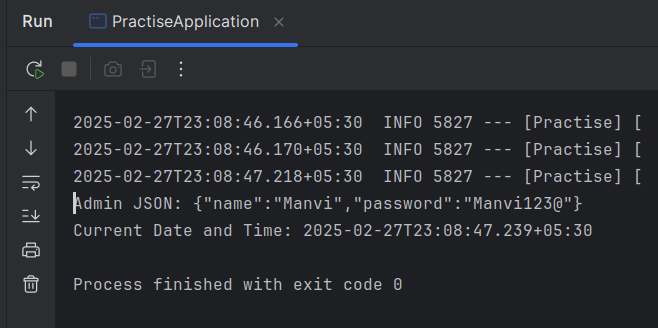 Run PractiseApplication
2025-02-27T23:08:46.166+05:30  INFO 5827 --- [Practise] [
2025-02-27T23:08:46.170+05:30  INFO 5827 --- [Practise] [
2025-02-27T23:08:47.218+05:30  INFO 5827 --- [Practise] [
Admin JSON: {"name":"Manvi","password":"Manvi123@"}
Current Date and Time: 2025-02-27T23:08:47.239+05:30
Process finished with exit code 0